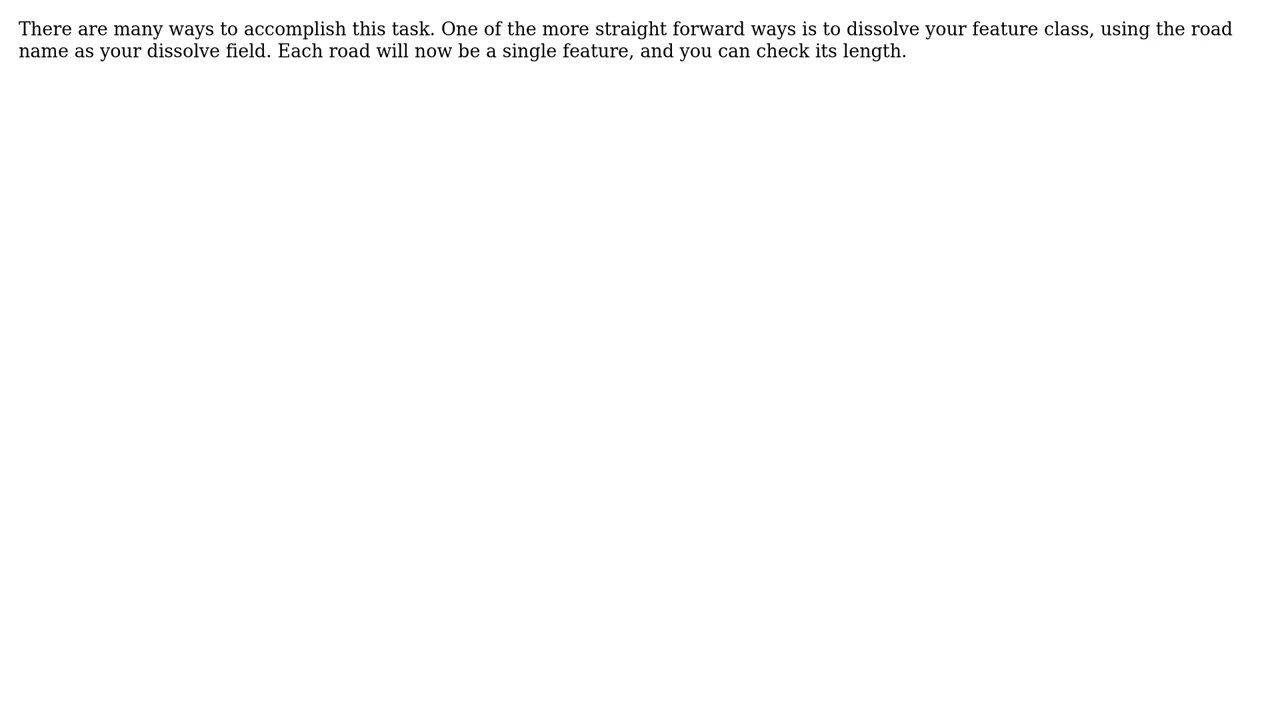 There are many ways to accomplish this task. One of the more straight forward ways is to dissolve your feature class, using the road
name as your dissolve field. Each road will now be a single feature, and you can check its length.